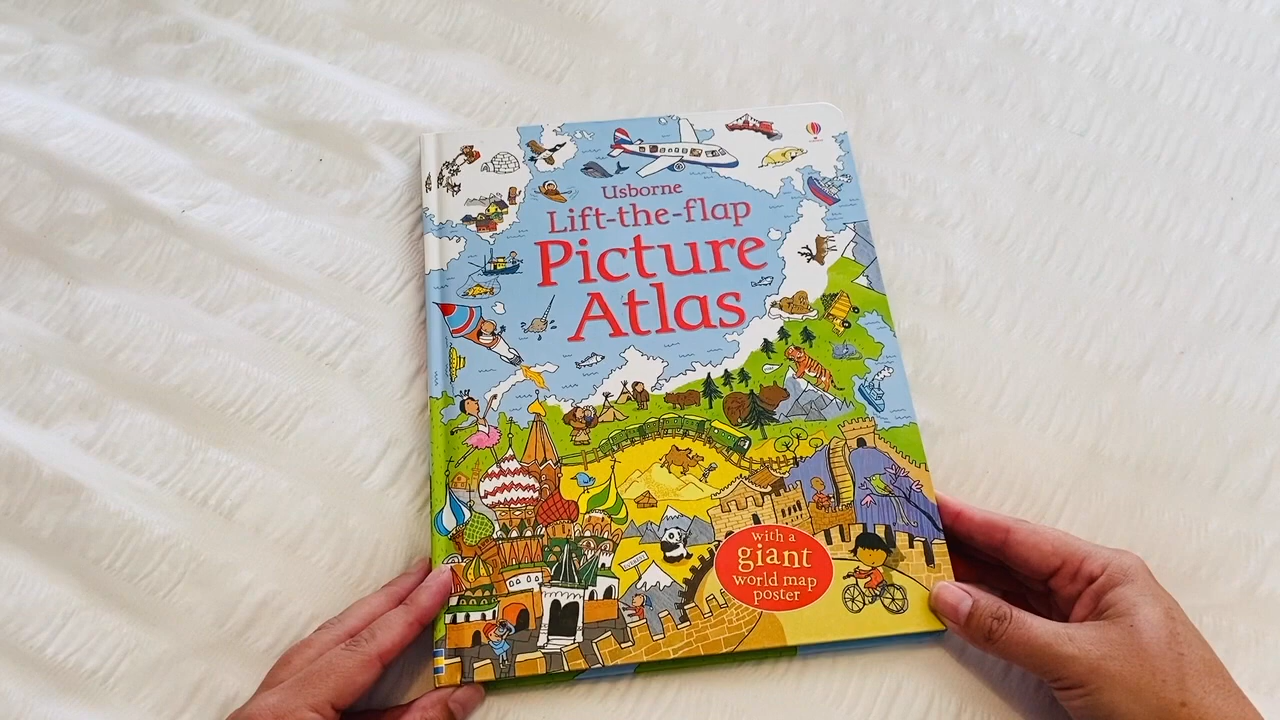 Usborne
Lift-the-flap
Picture
Atlas
with a
giant
world map
poster